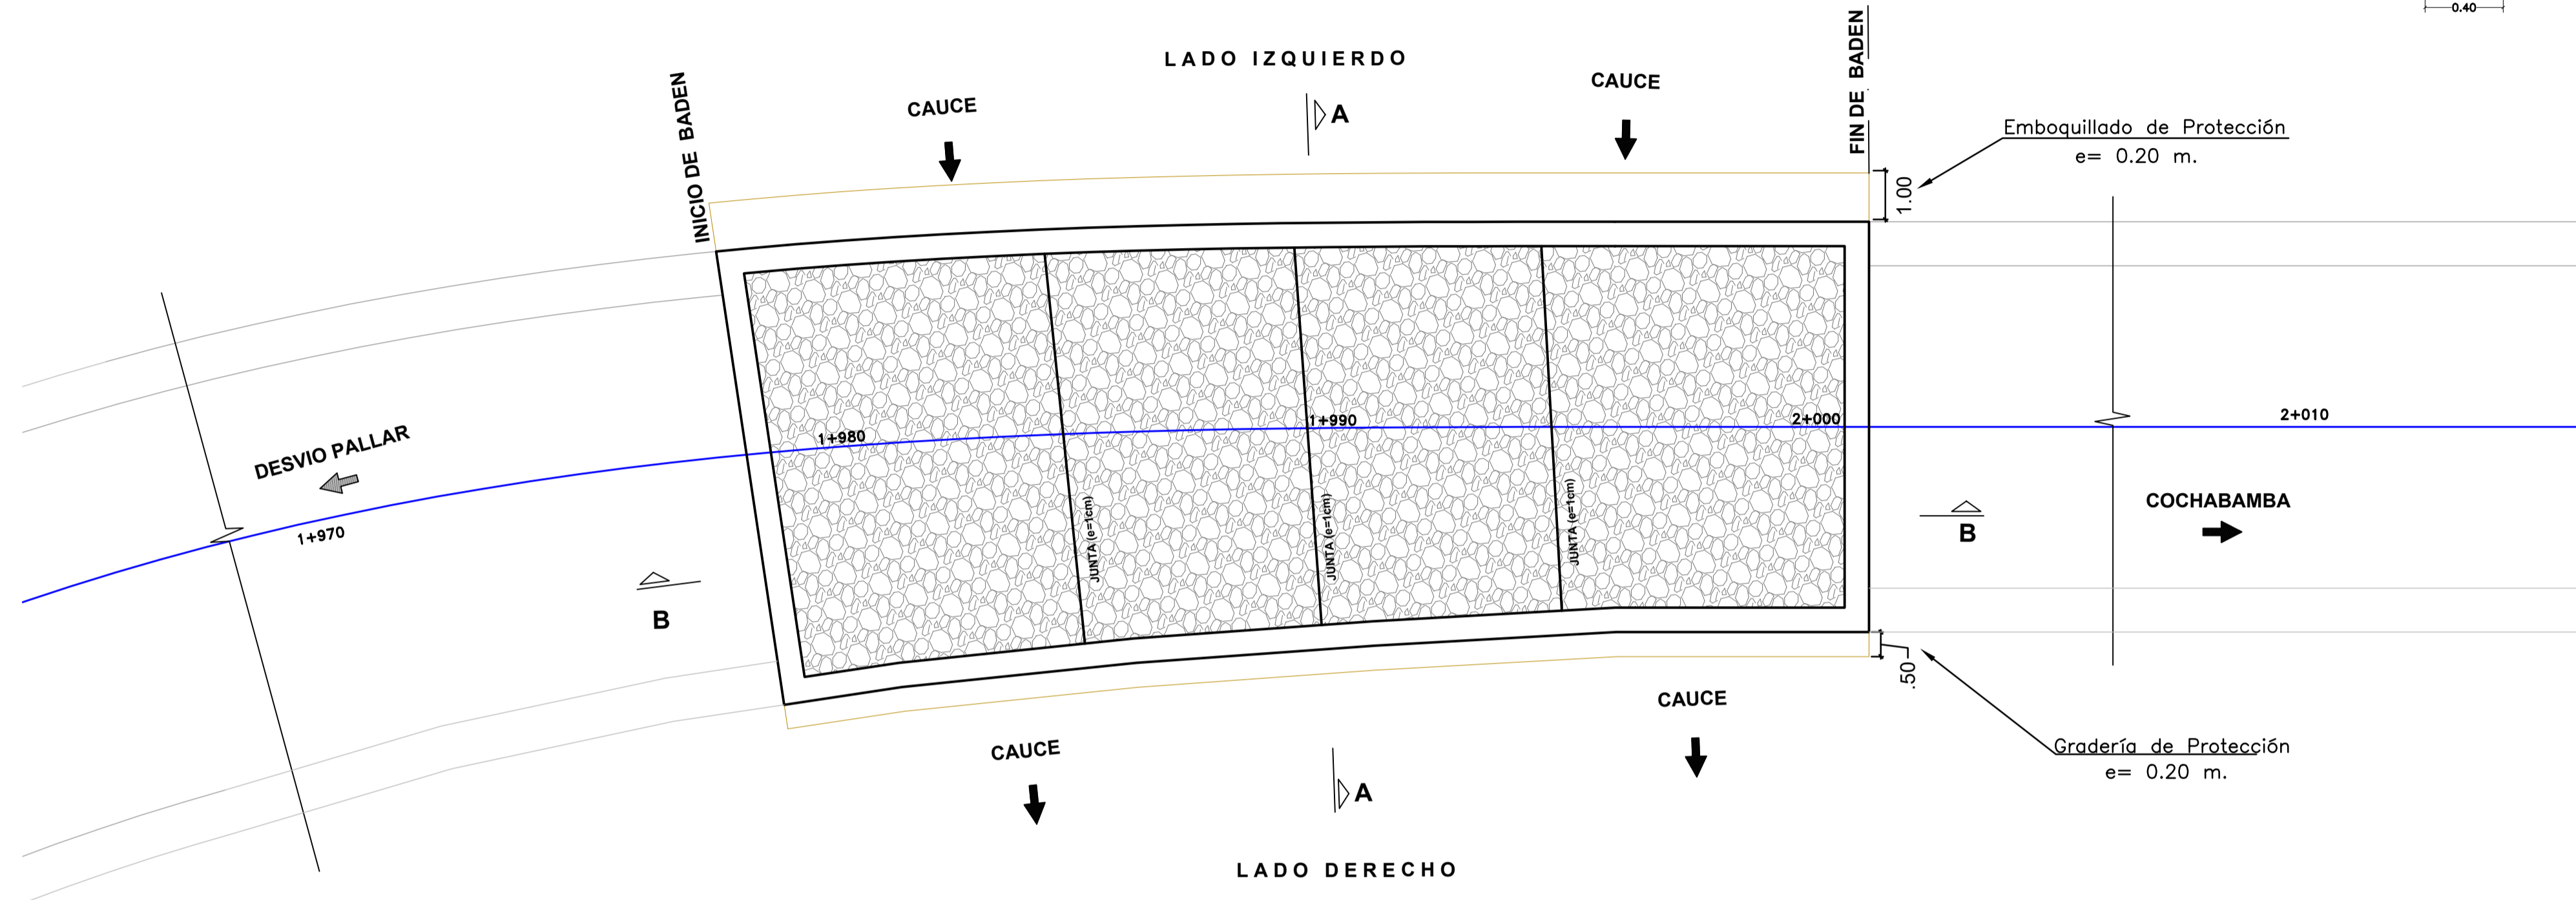 0.40
LADO IZQUIERDO
INICIO DE BADEN
CAUCE
A
CAUCE
FIN DE BADEN
Emboquillado de Protección
e= 0.20 m.
1.00
DESVIO PALLAR
1+970
1+980
1+990
2+000
2+010
JUNTA (e=1cm)
JUNTA (e=1cm)
JUNTA (e=1cm)
COCHABAMBA
B
B
.50
CAUCE
CAUCE
A
Gradería de Protección
e= 0.20 m.
LADO DERECHO